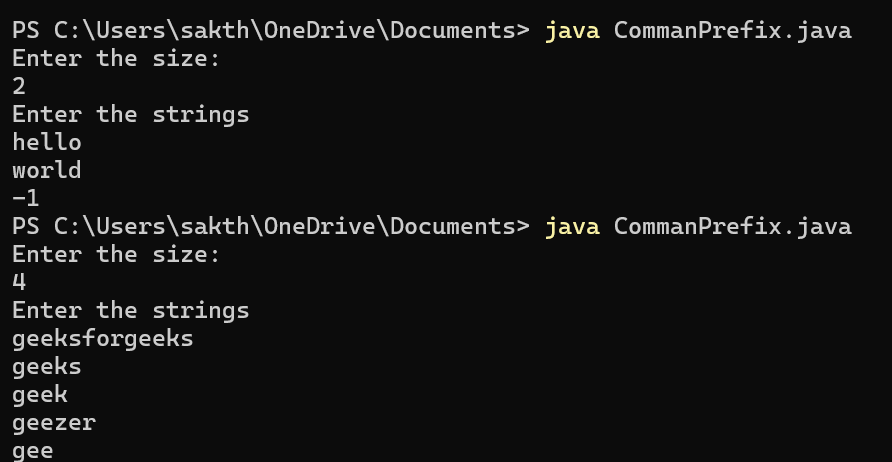 PS C:\Users\sakth\OneDrive\Documents> java CommanPrefix.java
Enter the size:
2
Enter the strings
hello
world
-1
PS C:\Users\sakth\OneDrive\Documents> java CommanPrefix.java
Enter the size:
4
Enter the strings
geeksforgeeks
geeks
geek
geezer
gee